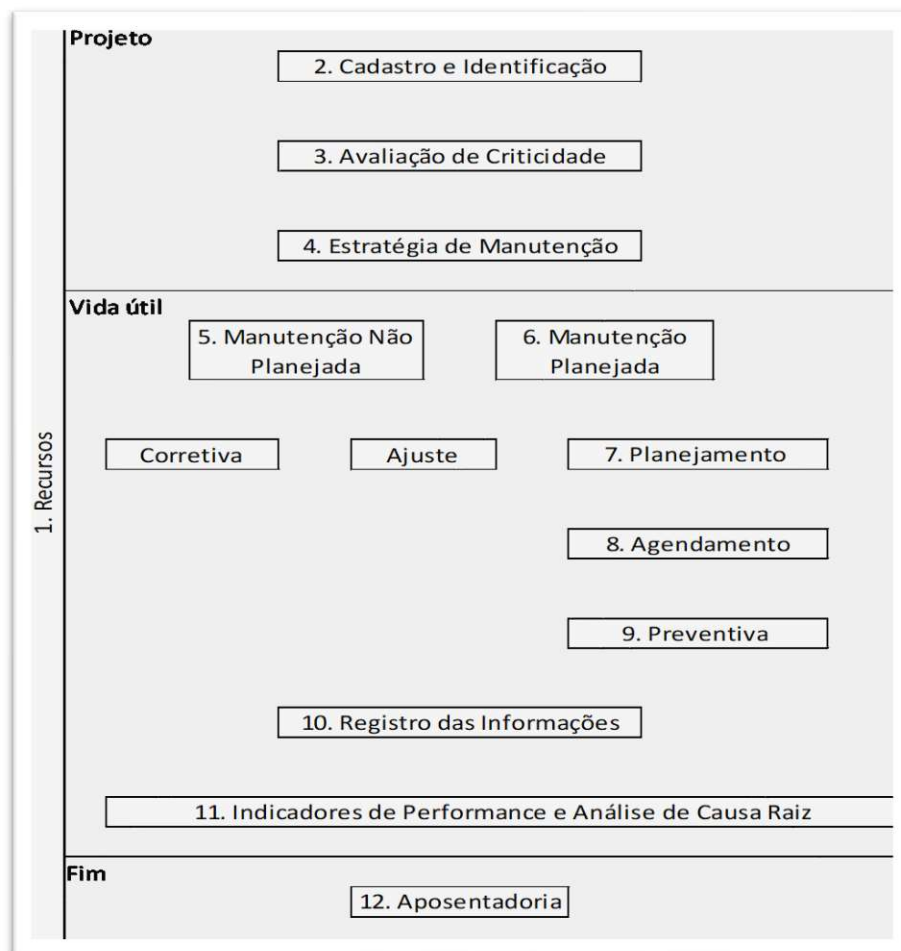 Projeto
2. Cadastro e Identificação
3. Avaliação de Criticidade
4. Estratégia de Manutenção
Vida útil
5. Manutenção Não
Planejada
6. Manutenção
Planejada
1. Recursos
Corretiva
Ajuste
7. Planejamento
8. Agendamento
9. Preventiva
10. Registro das Informações
11. Indicadores de Performance e Análise de Causa Raiz
Fim
12. Aposentadoria